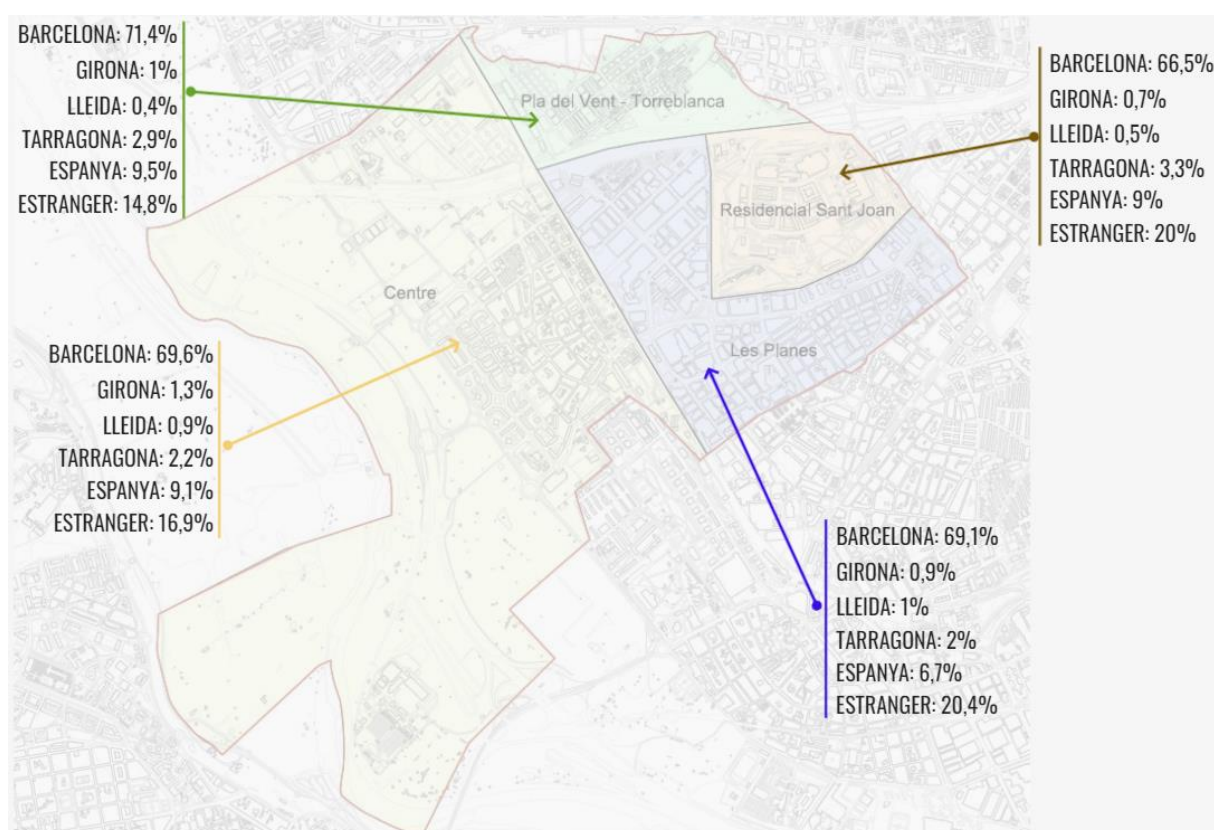 BARCELONA: 71,4%
GIRONA: 1%
LLEIDA: 0,4%
TARRAGONA: 2,9%
ESPANYA: 9,5%
ESTRANGER: 14,8%
BARCELONA: 66,5%
GIRONA: 0,7%
LLEIDA: 0,5%
TARRAGONA: 3,3%
ESPANYA: 9%
ESTRANGER: 20%
Pla del Vent - Torreblanca
Residencial Sant Joan
Centre
Les Planes
BARCELONA: 69,6%
GIRONA: 1,3%
LLEIDA: 0,9%
TARRAGONA: 2,2%
ESPANYA: 9,1%
ESTRANGER: 16,9%
BARCELONA: 69,1%
GIRONA: 0,9%
LLEIDA: 1%
TARRAGONA: 2%
ESPANYA: 6,7%
ESTRANGER: 20,4%